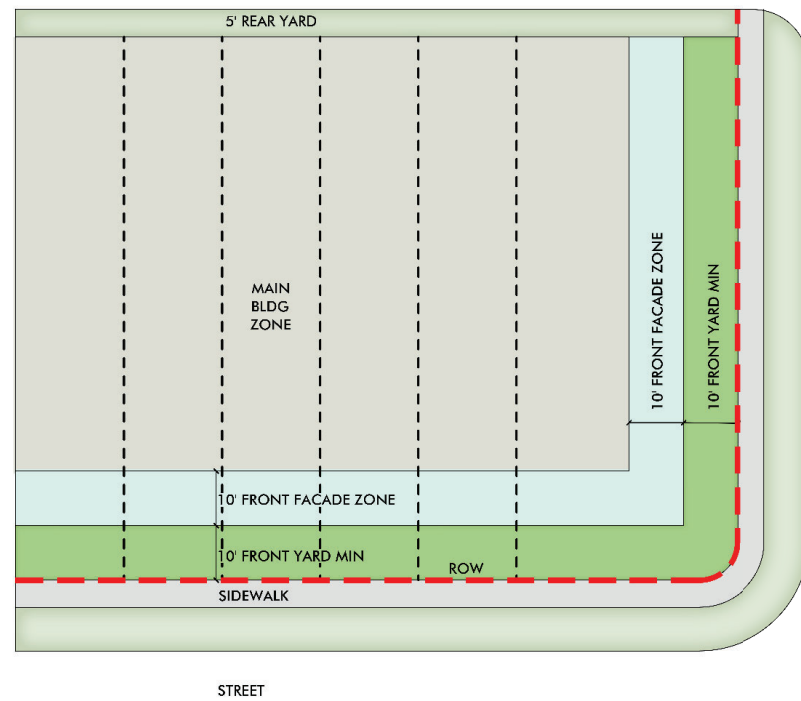 5' REAR YARD
MAIN
BLDG
ZONE
10' FRONT FACADE ZONE
10' FRONT YARD MIN
10' FRONT FACADE ZONE
10' FRONT YARD MIN
ROW
SIDEWALK
STREET